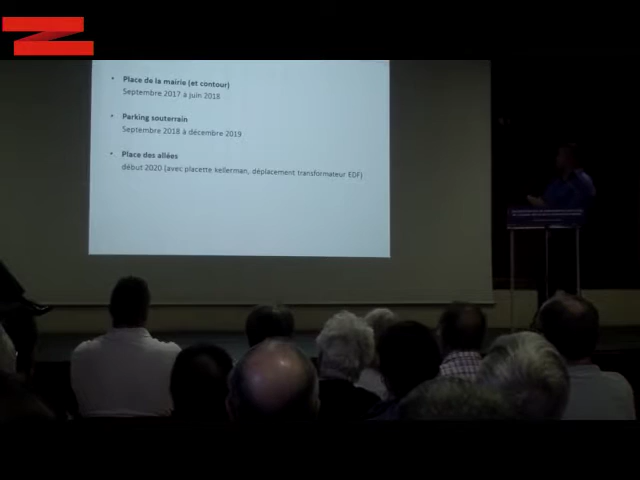 • Place de la mairie (et contour)
Septembre 2017 à juin 2018
• Parking souterrain
Septembre 2018 à décembre 2019
• Place des allées
début 2020 (avec placette kellerman, déplacement transformateur EDF)